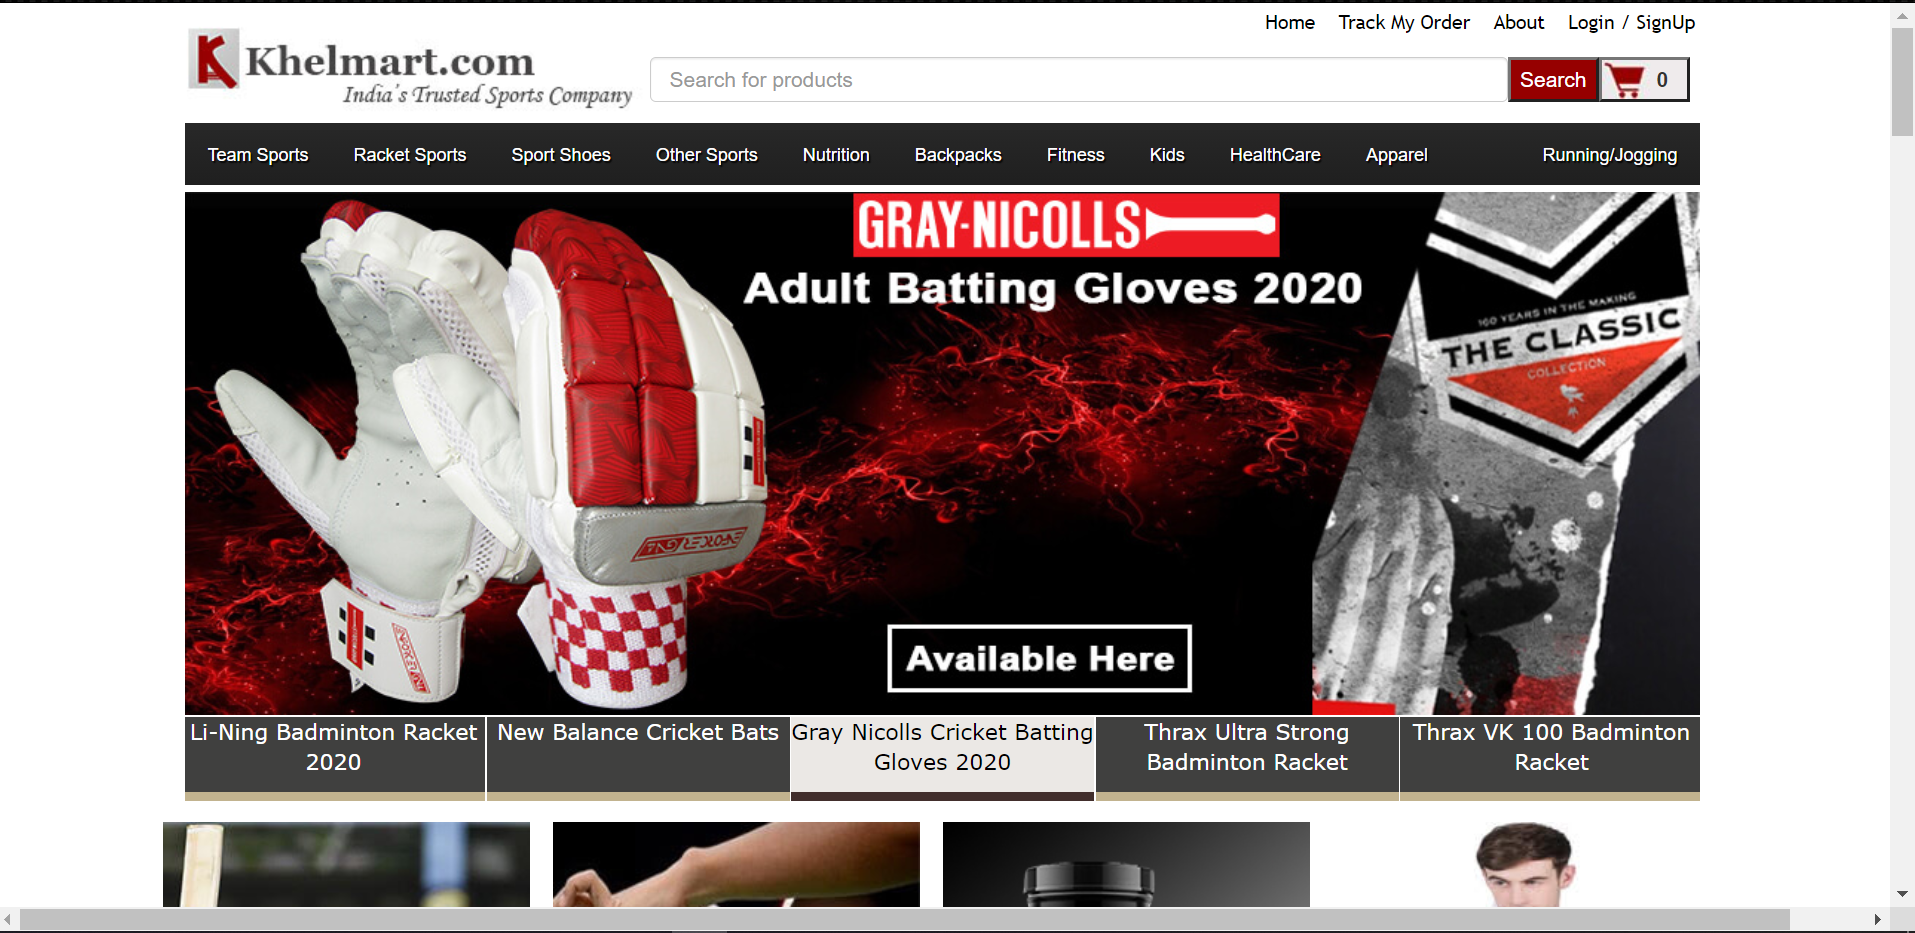 Home Track My Order About Login / SignUp
Khelmart.com
India's Trusted Sports Company
Search for products
Search
0
Team Sports Racket Sports Sport Shoes Other Sports Nutrition Backpacks Fitness Kids HealthCare Apparel Running/Jogging
GRAY-NICOLLS
Adult Batting Gloves 2020
160 YEARS IN THE MAKING
THE CLASSIC
COLLECTION
Available Here
Li-Ning Badminton Racket
2020
New Balance Cricket Bats
Gray Nicolls Cricket Batting
Gloves 2020
Thrax Ultra Strong
Badminton Racket
Thrax VK 100 Badminton
Racket